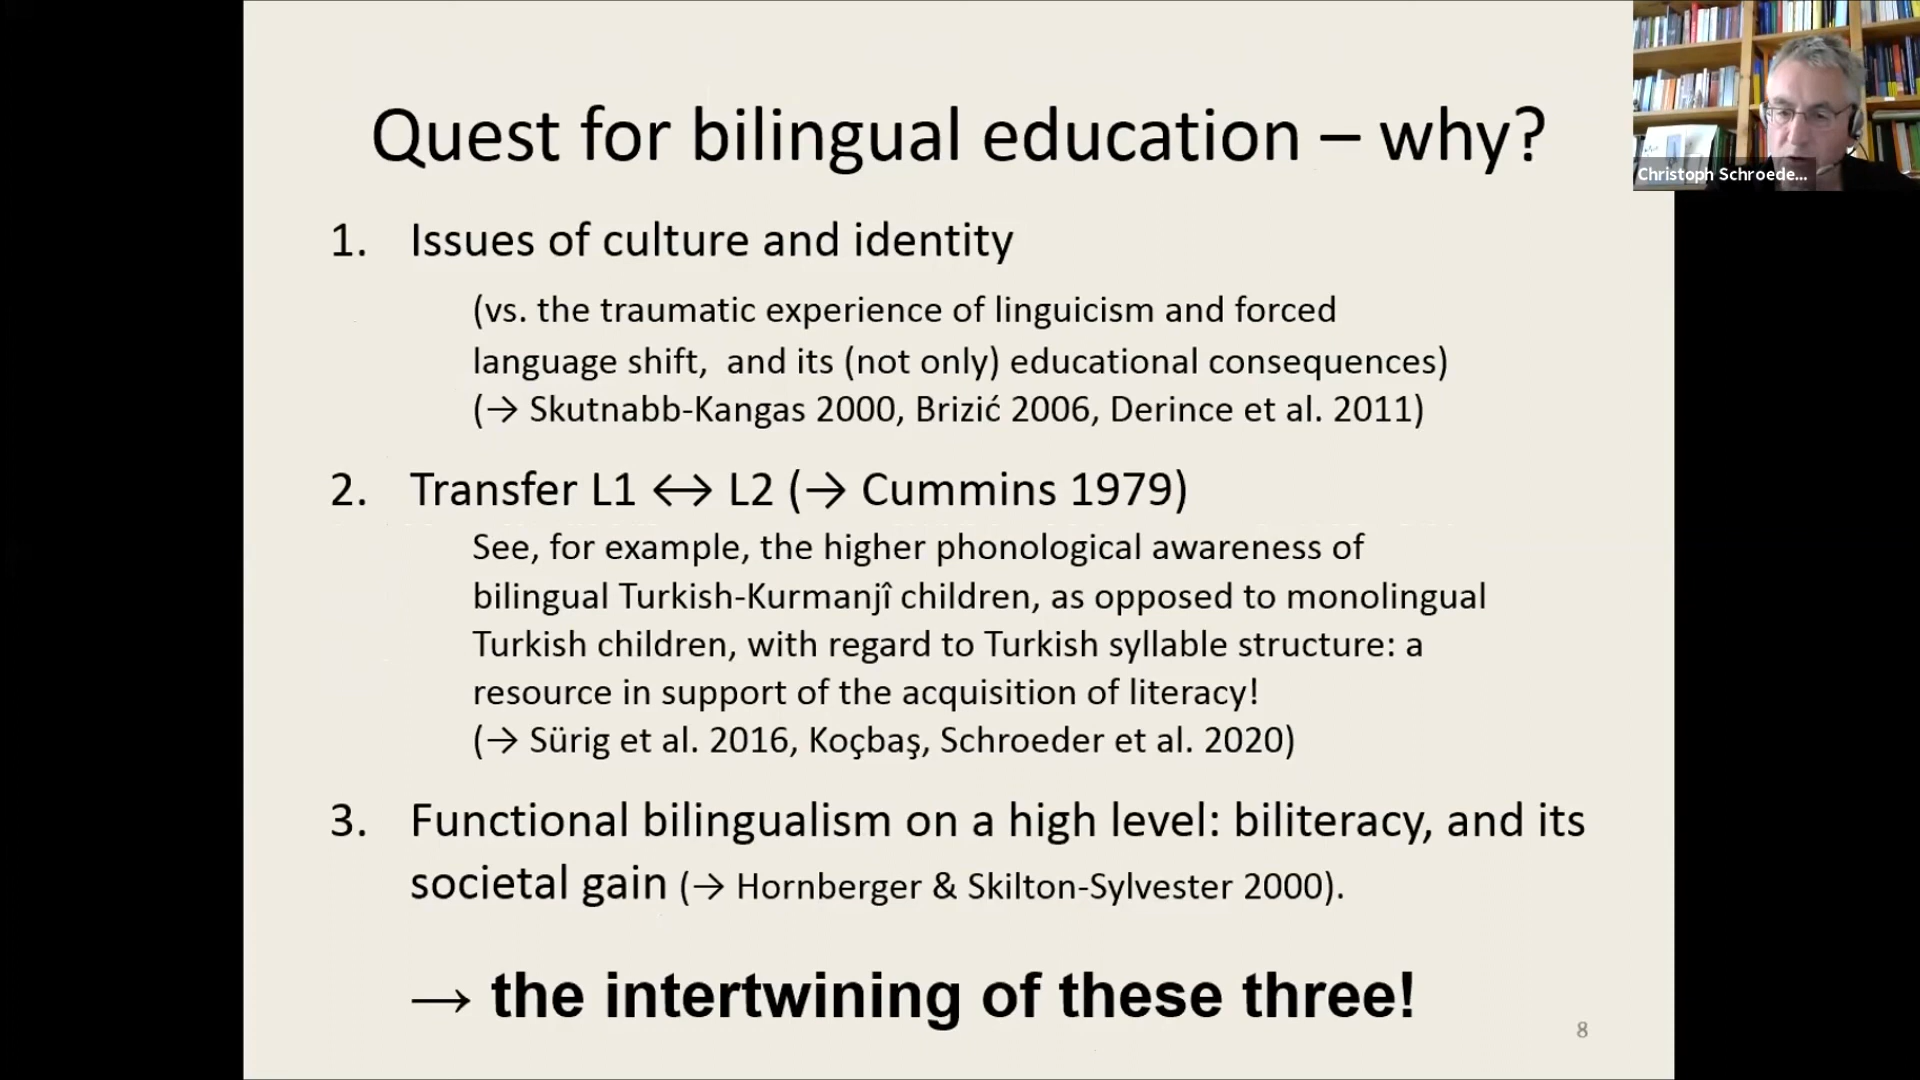 Quest for bilingual education – why?
Christoph Schroede...
1. Issues of culture and identity
(vs. the traumatic experience of linguicism and forced
language shift, and its (not only) educational consequences)
(→ Skutnabb-Kangas 2000, Brizić 2006, Derince et al. 2011)
2. Transfer L1 ↔ L2 (→ Cummins 1979)
See, for example, the higher phonological awareness of
bilingual Turkish-Kurmanjî children, as opposed to monolingual
Turkish children, with regard to Turkish syllable structure: a
resource in support of the acquisition of literacy!
(→ Sürig et al. 2016, Koçbaş, Schroeder et al. 2020)
3. Functional bilingualism on a high level: biliteracy, and its
societal gain (→ Hornberger & Skilton-Sylvester 2000).
→ the intertwining of these three!
8